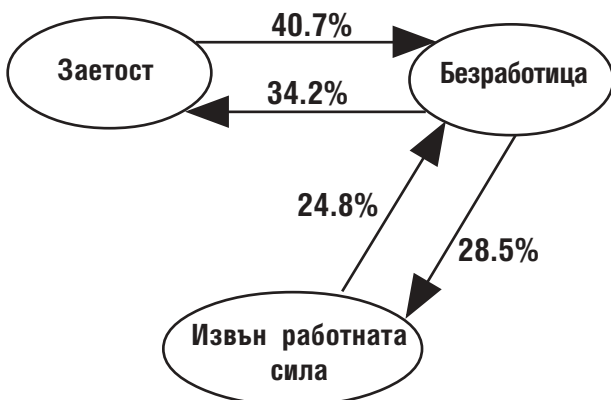 40.7%
Заетост
Безработица
34.2%
24.8%
28.5%
Извън работната
сила